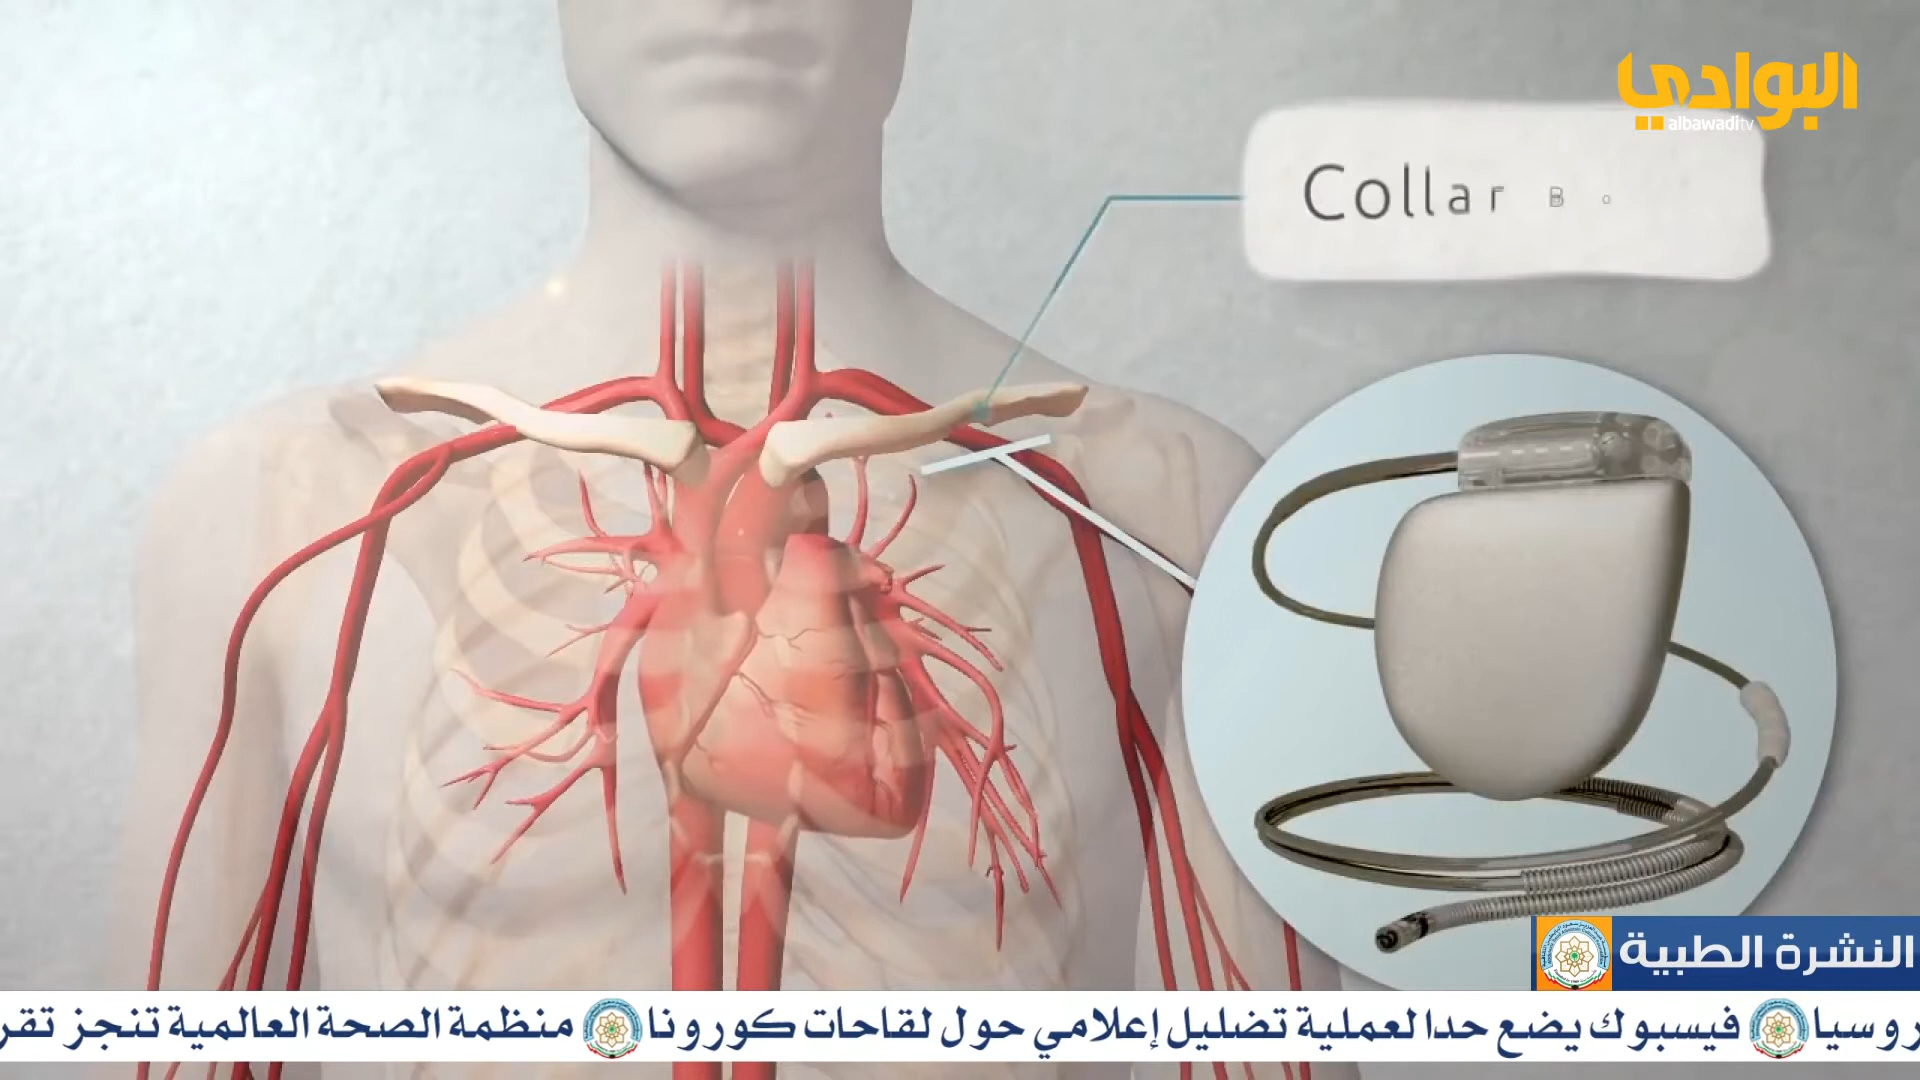 البوادي
albawaditv
Collar Bo
النشرة الطبية
روسيا فيسبوك يضع حدا لعملية تضليل إعلامي حول لقاحات كورونا منظمة الصحة العالمية تنجز تقر